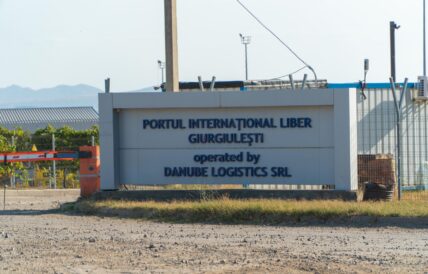 PORTUL INTERNAȚIONAL LIBER
GIURGIULEȘTI
operated by
DANUBE LOGISTICS SRL